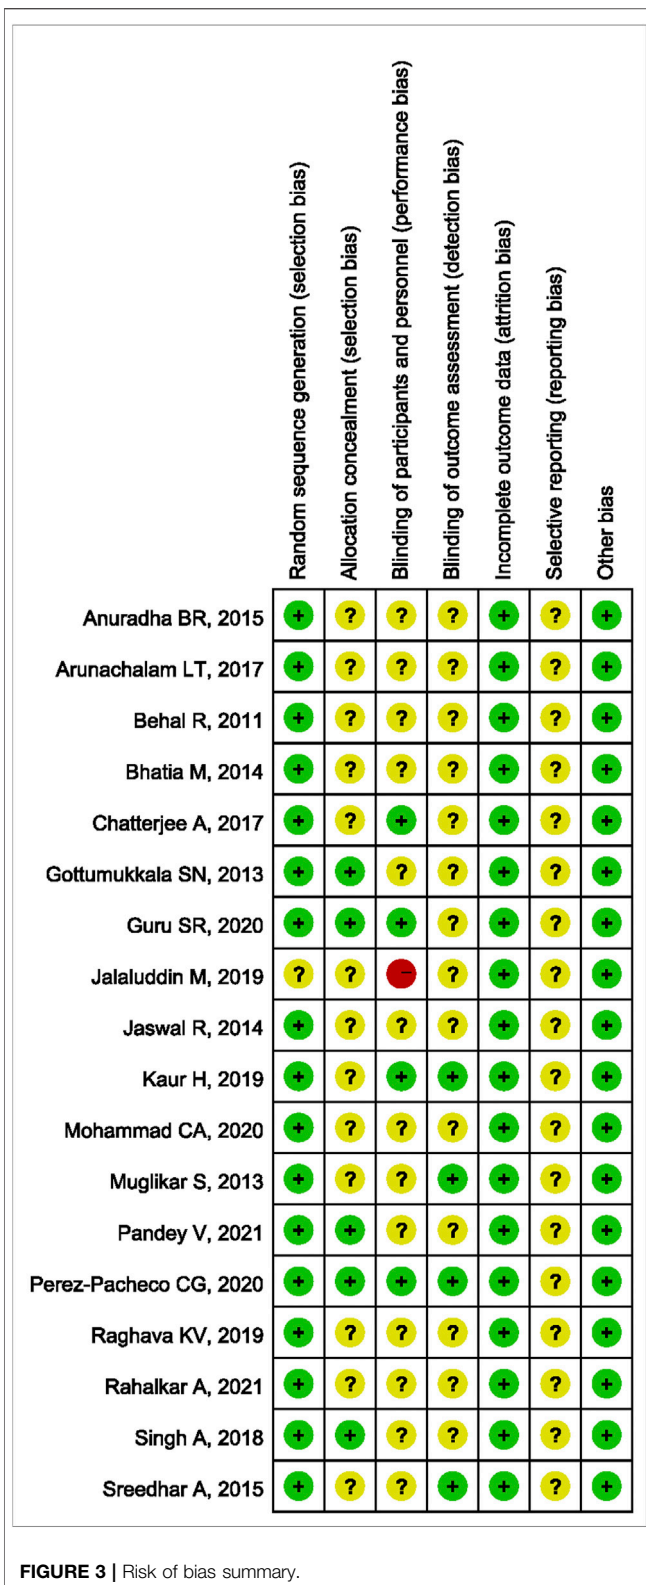 Random sequence generation (selection bias)
Allocation concealment (selection bias)
Blinding of participants and personnel (performance bias)
Blinding of outcome assessment (detection bias)
Incomplete outcome data (attrition bias)
Selective reporting (reporting bias)
Other bias
Anuradha BR, 2015 + ? ? ? + ? +
Arunachalam LT, 2017 + ? ? ? + ? +
Behal R, 2011 + ? ? ? + ? +
Bhatia M, 2014 + ? ? ? + ? +
Chatterjee A, 2017 + ? + ? + ? +
Gottumukkala SN, 2013 + + ? ? + ? +
Guru SR, 2020 + + + ? + ? +
Jalaluddin M, 2019 ? ? - ? + ? +
Jaswal R, 2014 + ? ? ? + ? +
Kaur H, 2019 + ? + + + ? +
Mohammad CA, 2020 + ? ? ? + ? +
Muglikar S, 2013 + ? ? + + ? +
Pandey V, 2021 + + ? ? + ? +
Perez-Pacheco CG, 2020 + + + + + ? +
Raghava KV, 2019 + ? ? ? + ? +
Rahalkar A, 2021 + ? ? ? + ? +
Singh A, 2018 + + ? ? + ? +
Sreedhar A, 2015 + ? ? + + ? +
FIGURE 3 | Risk of bias summary.